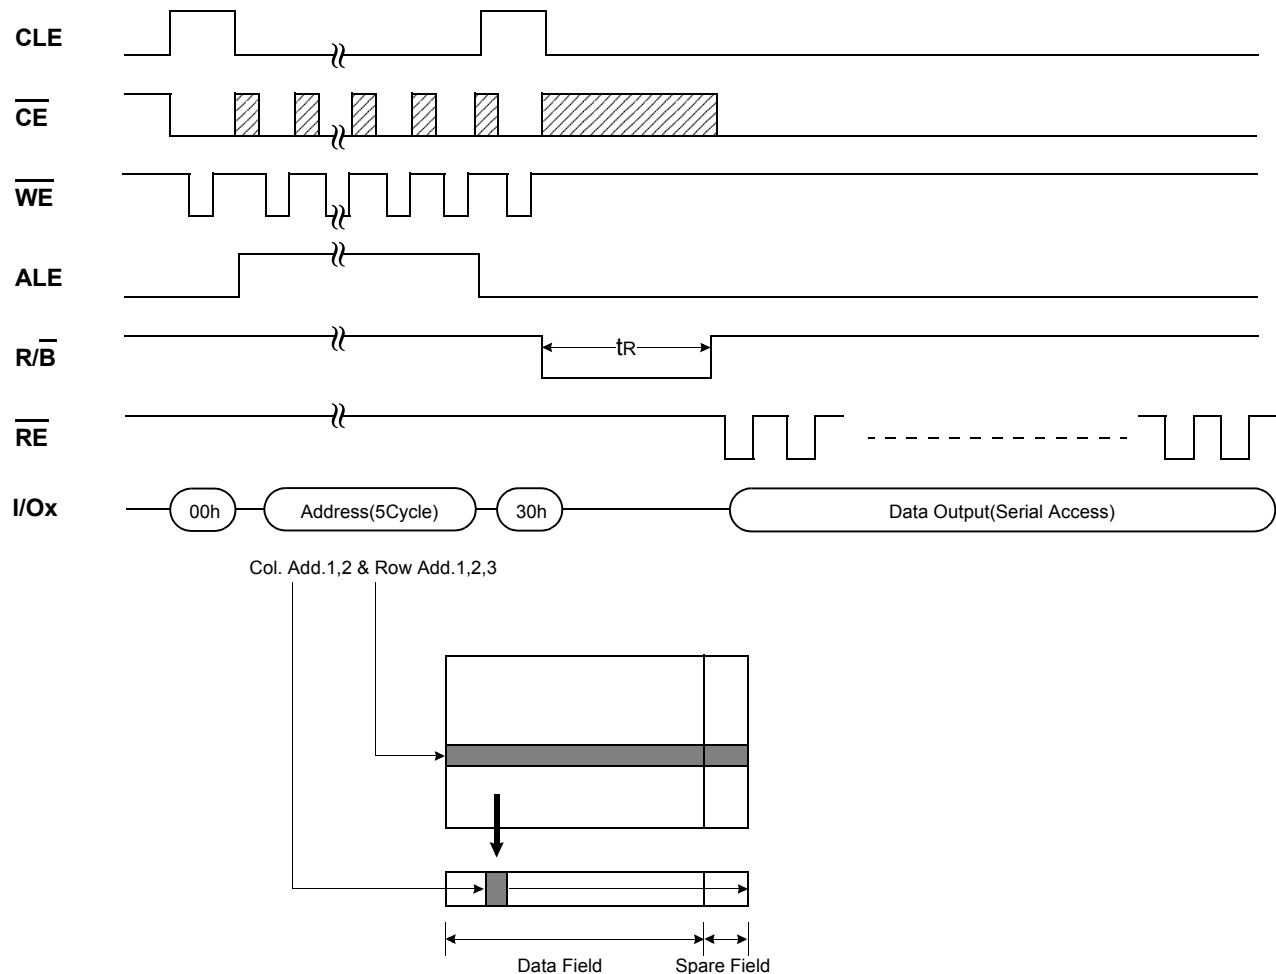 CLE
CE
WE
ALE
R/B
tR
RE
I/Ox
00h
Address(5Cycle)
30h
Data Output(Serial Access)
Col. Add.1,2 & Row Add.1,2,3
Data Field
Spare Field